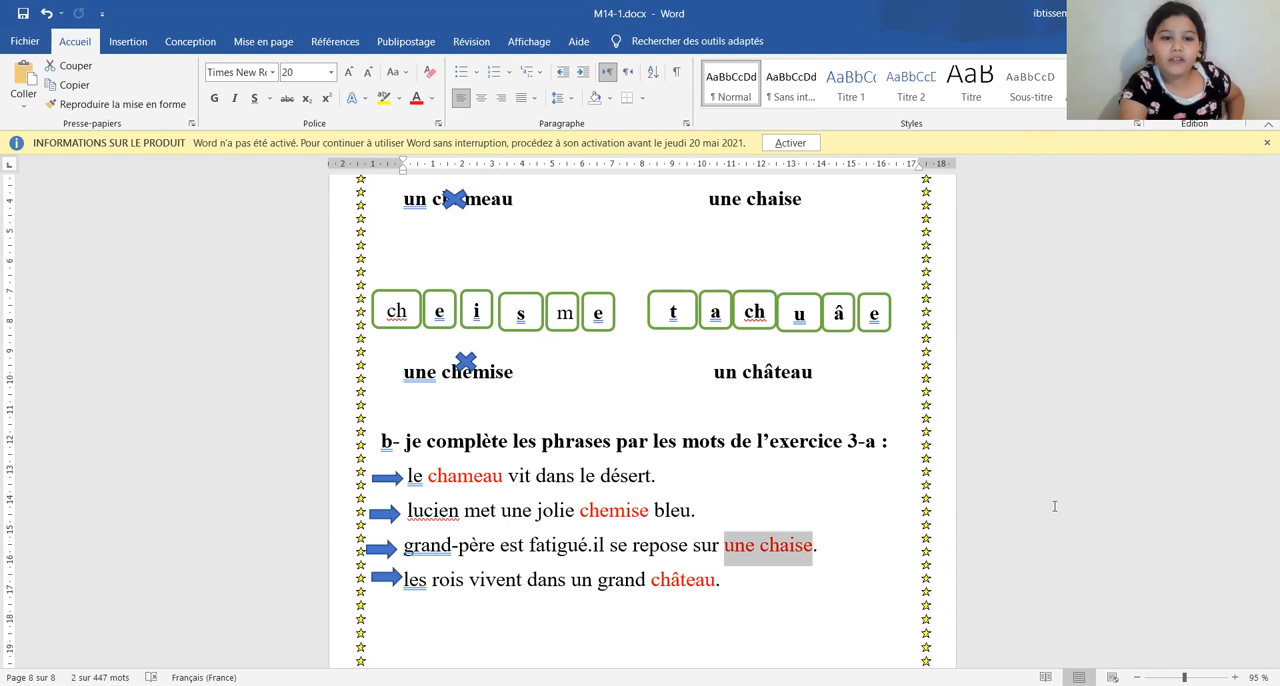 M14-1.docx - Word
ibtissem
Fichier Accueil Insertion Conception Mise en page Références Publipostage Révision Affichage Aide Rechercher des outils adaptés
Coller
Couper
Copier
Reproduire la mise en forme
Presse-papiers
Times New Ro 20
Police
Paragraphe
AaBbCcDd AaBbCcDd AaBbC AaBbCcD AaB AaBbCcD
¶ Normal ¶ Sans int... Titre 1 Titre 2 Titre Sous-titre
Styles
Édition
INFORMATIONS SUR LE PRODUIT Word n'a pas été activé. Pour continuer à utiliser Word sans interruption, procédez à son activation avant le jeudi 20 mai 2021. Activer
un chameau une chaise
ch e i s m e t a ch u â e
une chemise un château
b- je complète les phrases par les mots de l'exercice 3-a :
le chameau vit dans le désert.
lucien met une jolie chemise bleu.
grand-père est fatigué.il se repose sur une chaise.
les rois vivent dans un grand château.
Page 8 sur 8 2 sur 447 mots Français (France) 95 %